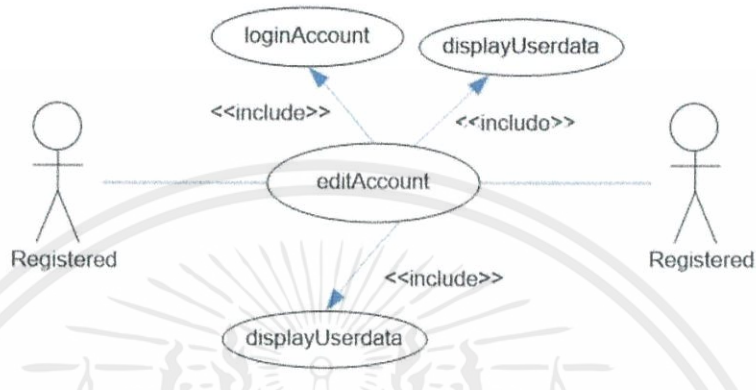 loginAccount
displayUserdata
<<include>>
<<includo>>
editAccount
Registered
Registered
<<include>>
displayUserdata